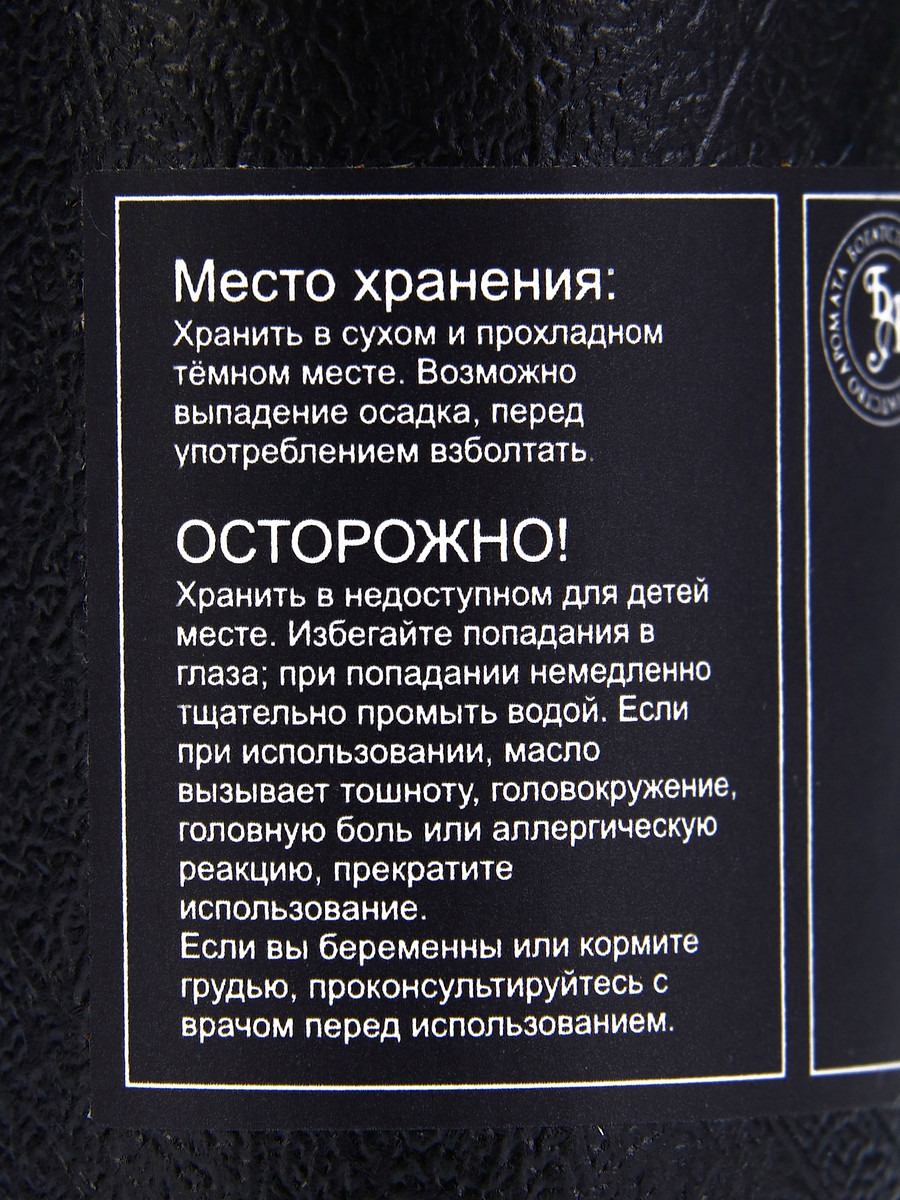 Место хранения:
Хранить в сухом и прохладном
тёмном месте. Возможно
выпадение осадка, перед
употреблением взболтать.
ОСТОРОЖНО!
Хранить в недоступном для детей
месте. Избегайте попадания в
глаза; при попадании немедленно
тщательно промыть водой. Если
при использовании, масло
вызывает тошноту, головокружение,
головную боль или аллергическую
реакцию, прекратите
использование.
Если вы беременны или кормите
грудью, проконсультируйтесь с
врачом перед использованием.
АРОМАТА